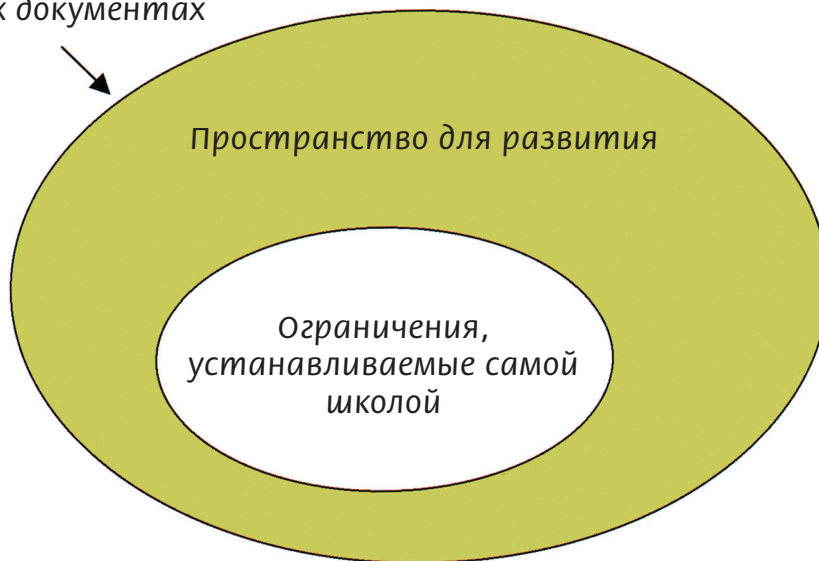 документах
Пространство для развития
Ограничения,
устанавливаемые самой
школой